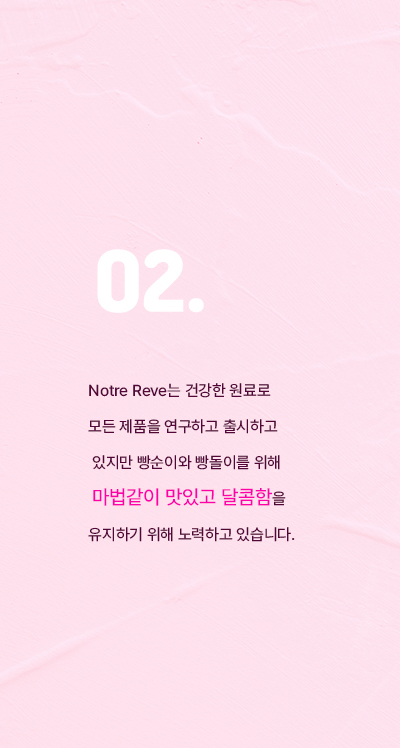 02.
Notre Reve는 건강한 원료로
모든 제품을 연구하고 출시하고
있지만 빵순이와 빵돌이를 위해
마법같이 맛있고 달콤함을
유지하기 위해 노력하고 있습니다.